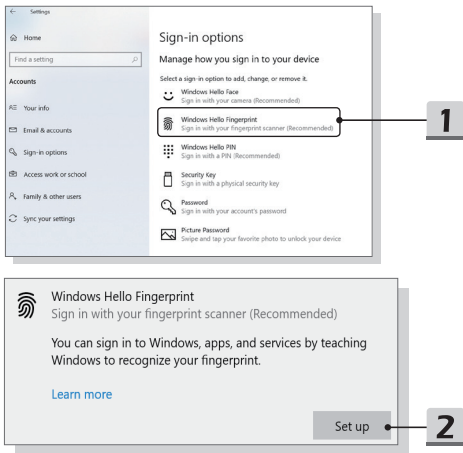 Settings
Home
Sign-in options
Find a setting
Manage how you sign in to your device
Accounts
Select a sign-in option to add, change, or remove it.
Windows Hello Face
Sign in with your camera (Recommended)
Your info
Windows Hello Fingerprint
Sign in with your fingerprint scanner (Recommended)
1
Email & accounts
Windows Hello PIN
Sign in with a PIN (Recommended)
Sign-in options
Security Key
Sign in with a physical security key
Access work or school
Password
Sign in with your account's password
Family & other users
Sync your settings
Picture Password
Swipe and tap your favorite photo to unlock your device
Windows Hello Fingerprint
Sign in with your fingerprint scanner (Recommended)
You can sign in to Windows, apps, and services by teaching
Windows to recognize your fingerprint.
Learn more
Set up
2